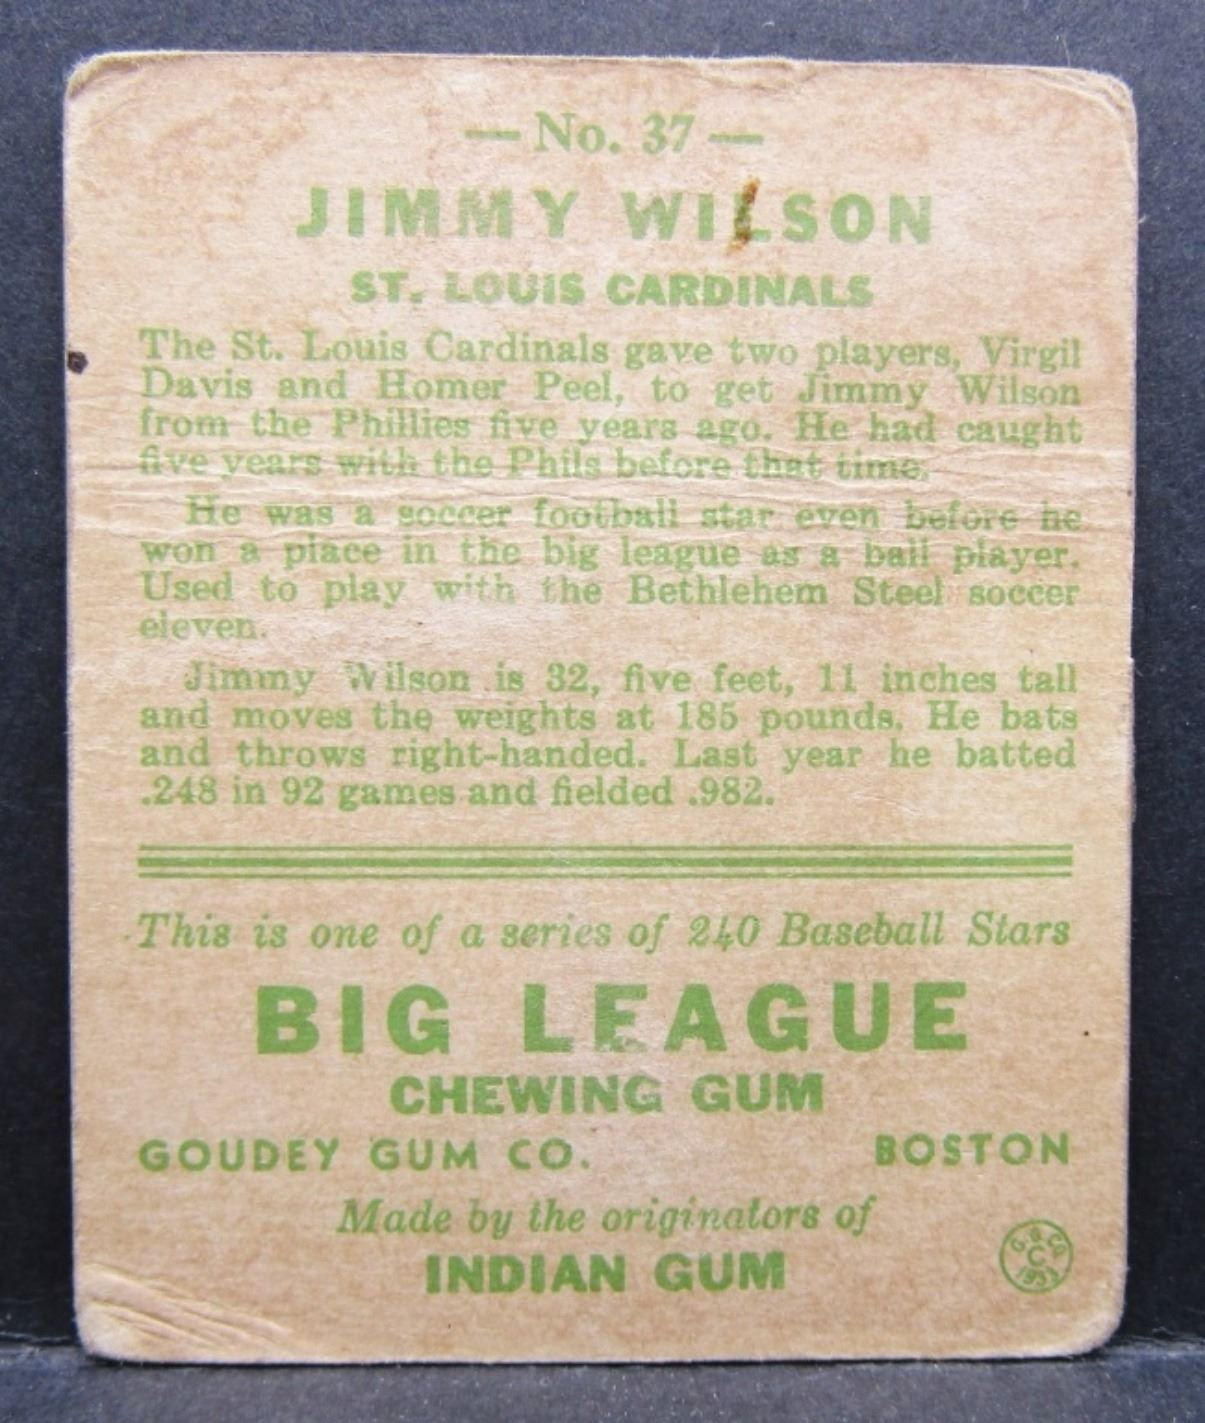 — No. 37 —
JIMMY WILSON
ST. LOUIS CARDINALS
The St. Louis Cardinals gave two players, Virgil
Davis and Homer Peel, to get Jimmy Wilson
from the Phillies five years ago. He had caught
five years with the Phils before that time.
He was a soccer football star even before he
won a place in the big league as a ball player.
Used to play with the Bethlehem Steel soccer
eleven.
Jimmy Wilson is 32, five feet, 11 inches tall
and moves the weights at 185 pounds. He bats
and throws right-handed. Last year he batted
.248 in 92 games and fielded .982.
This is one of a series of 240 Baseball Stars
BIG LEAGUE
CHEWING GUM
GOUDEY GUM CO. BOSTON
Made by the originators of
INDIAN GUM
G. G. CO
C
1933